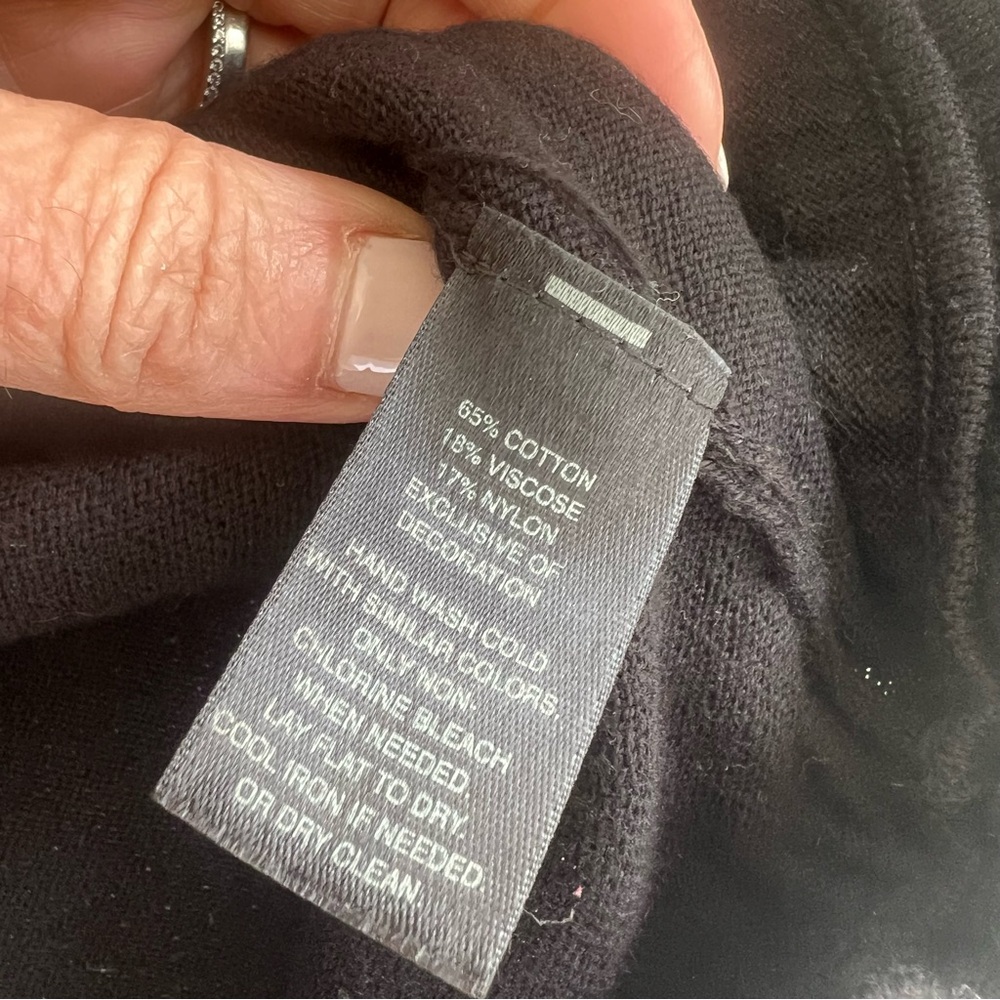 65% COTTON
18% VISCOSE
17% NYLON
EXCLUSIVE OF
DECORATION
HAND WASH COLD
WITH SIMILAR COLORS.
ONLY NON-
CHLORINE BLEACH
WHEN NEEDED.
LAY FLAT TO DRY.
COOL IRON IF NEEDED.
OR DRY CLEAN